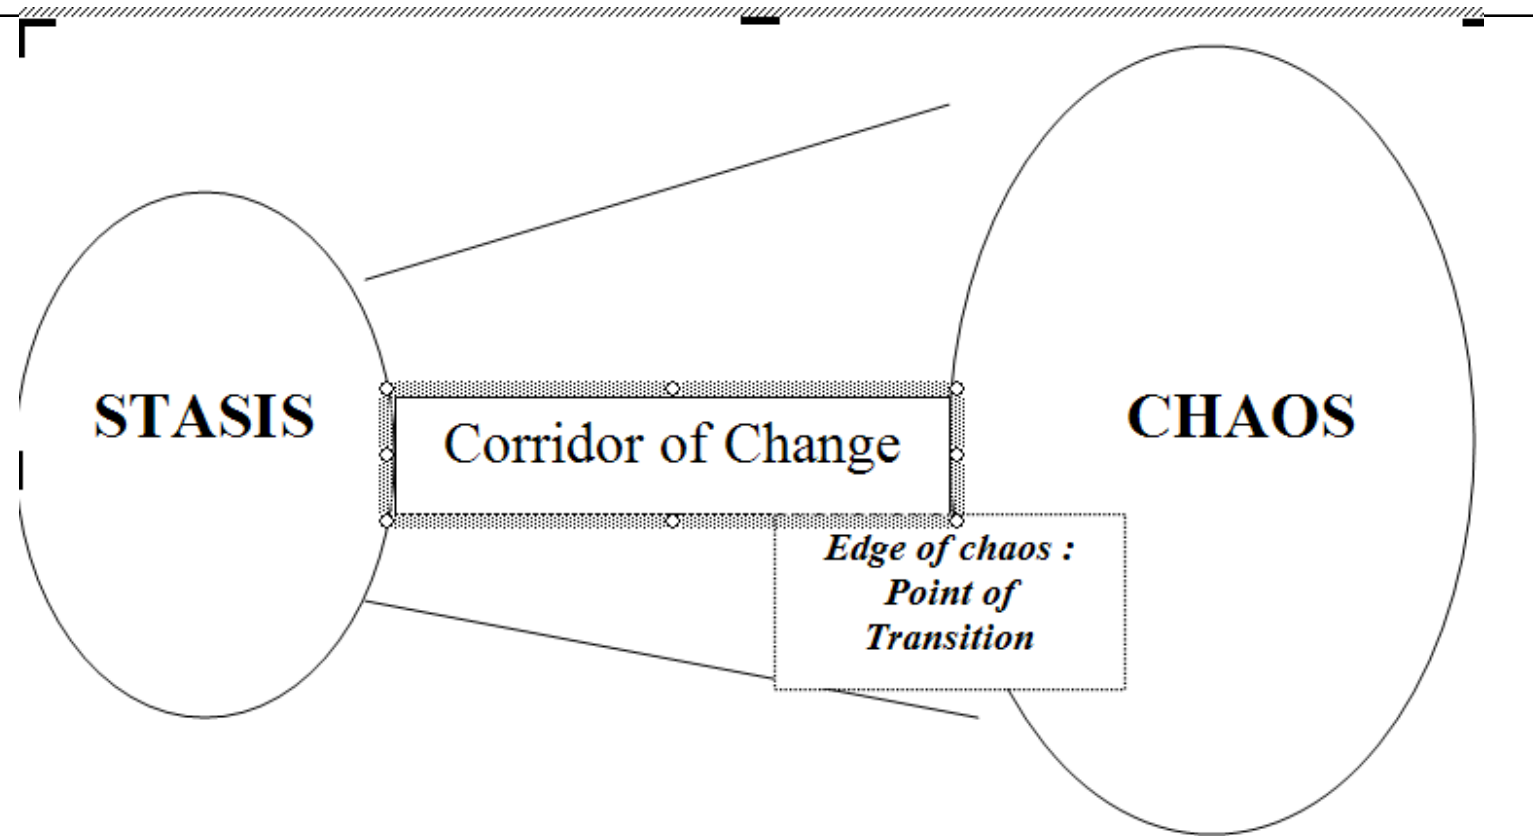 STASIS
Corridor of Change
CHAOS
Edge of chaos :
Point of
Transition